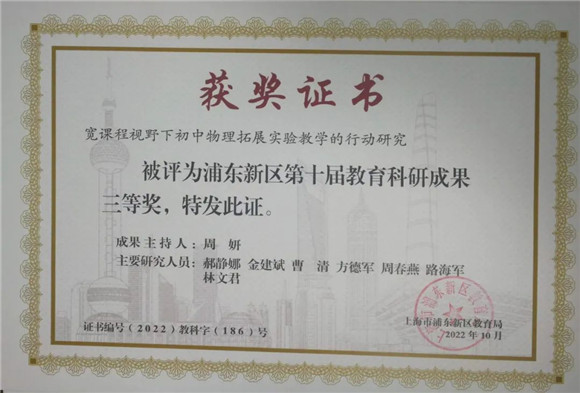 获奖证书
宽课程视野下初中物理拓展实验教学的行动研究
被评为浦东新区第十届教育科研成果
三等奖，特发此证。
成果主持人：周 妍
主要研究人员：郝静娜 金建斌 曹 清 方德军 周春燕 路海军
林文君
证书编号（2022）教科字（186）号
上海市浦东新区教育局
2022年10月